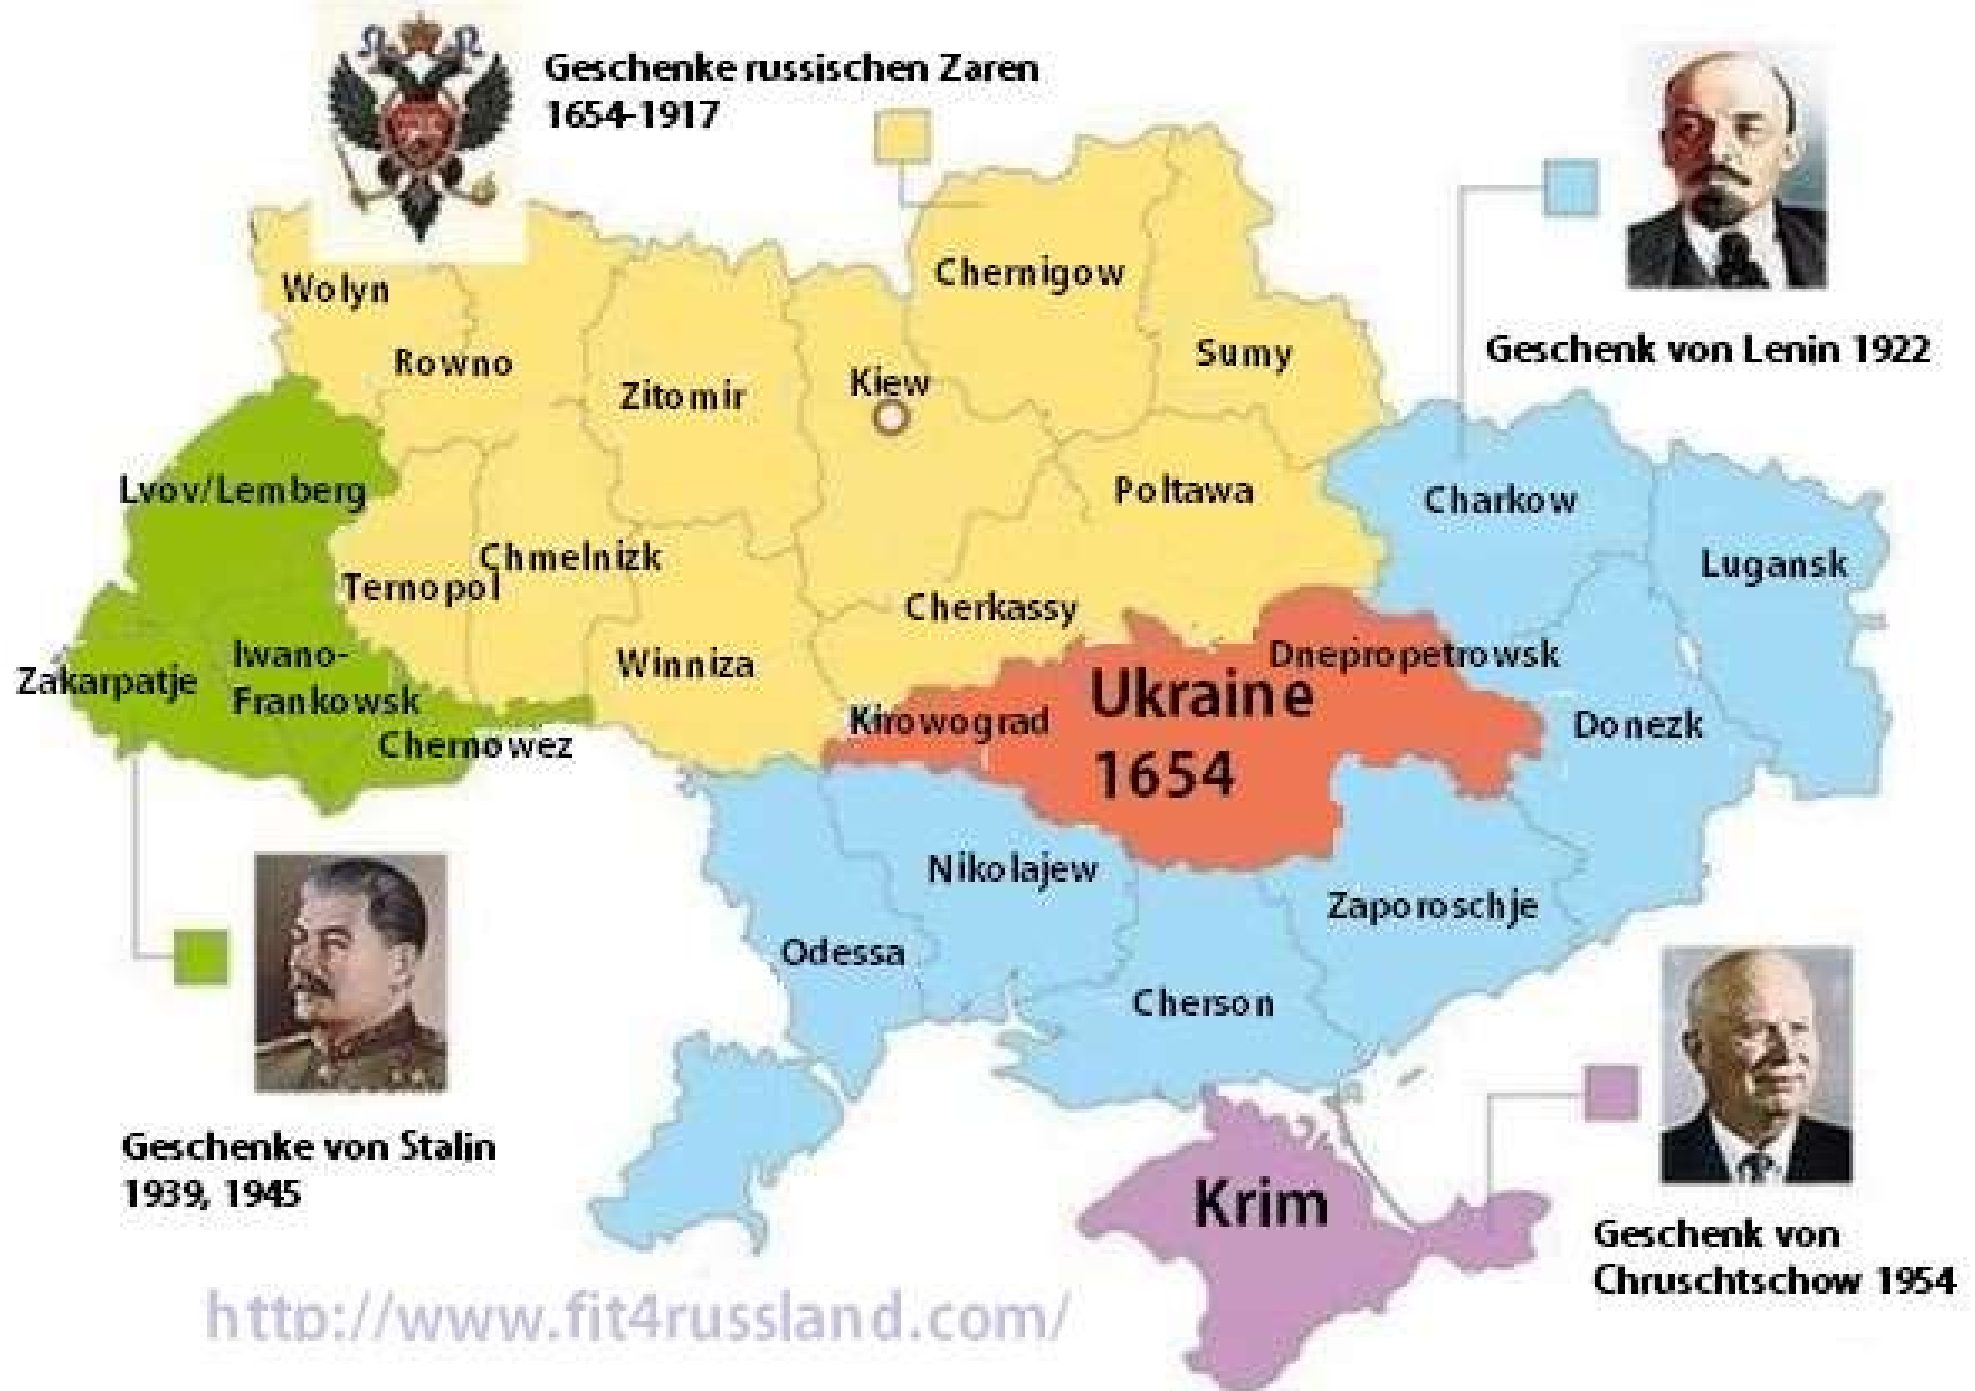 Geschenke russischen Zaren
1654-1917
Geschenk von Lenin 1922
Wolyn
Rowno
Zitomir
Kiew
Chernigow
Sumy
Lvov/Lemberg
Ternopol
Chmelnizk
Winniza
Cherkassy
Poltawa
Charkow
Lugansk
Zakarpatje
Iwano-
Frankowsk
Chernowez
Kirowograd
Ukraine
1654
Dnepropetrowsk
Donezk
Nikolajew
Odessa
Cherson
Zaporoschje
Krim
Geschenke von Stalin
1939, 1945
Geschenk von
Chruschtschow 1954
http://www.fit4russland.com/